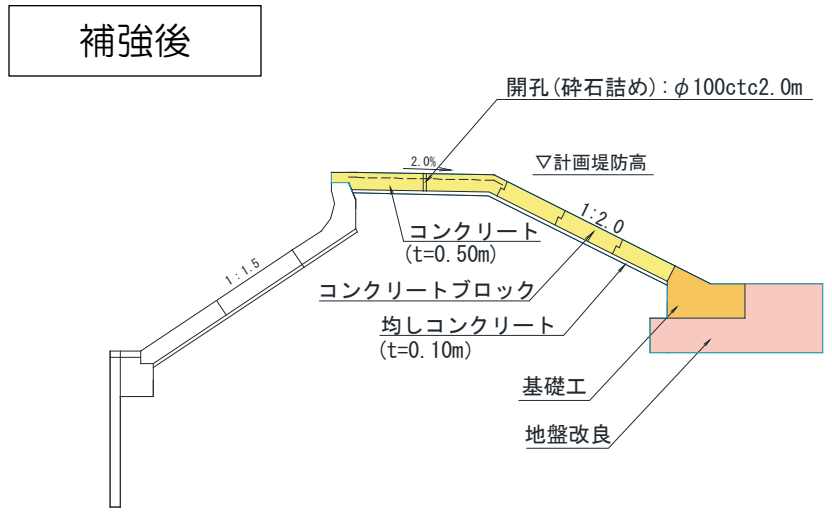 補強後
開孔(砕石詰め):φ100ctc2.0m
2.0%
▽計画堤防高
1:2.0
コンクリート
(t=0.50m)
1:1.5
コンクリートブロック
均しコンクリート
(t=0.10m)
基礎工
地盤改良